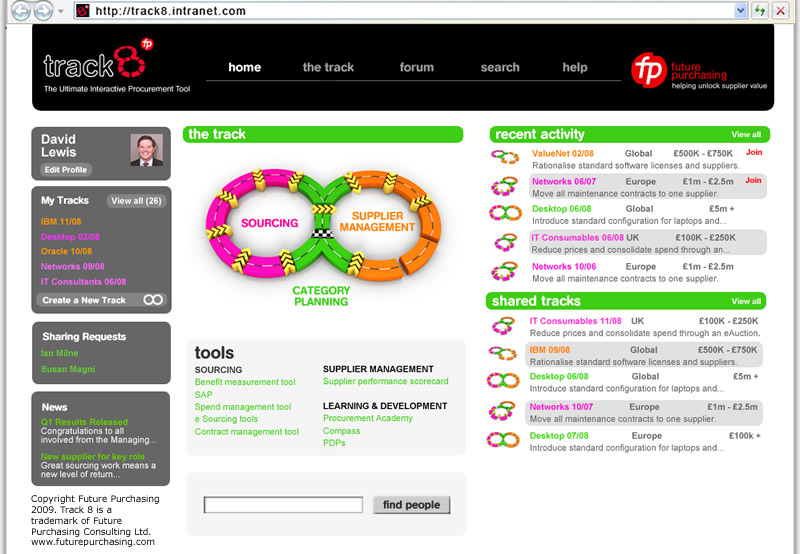 http://track8.intranet.com
track8 fp
The Ultimate Interactive Procurement Tool
home the track forum search help
fp future purchasing
helping unlock supplier value
David Lewis
Edit Profile
My Tracks View all (26)
IBM 11/08
Desktop 02/08
Oracle 10/08
Networks 09/08
IT Consultants 06/08
Create a New Track
Sharing Requests
Ian Milne
Susan Magni
News
Q1 Results Released
Congratulations to all
involved from the Managing...
New supplier for key role
Great sourcing work means a
new level of return...
Copyright Future Purchasing
2009. Track 8 is a
trademark of Future
Purchasing Consulting Ltd.
www.futurepurchasing.com
the track
SOURCING
SUPPLIER
MANAGEMENT
CATEGORY
PLANNING
tools
SOURCING
Benefit measurement tool
SAP
Spend management tool
e Sourcing tools
Contract management tool
SUPPLIER MANAGEMENT
Supplier performance scorecard
LEARNING & DEVELOPMENT
Procurement Academy
Compass
PDPs
find people
recent activity View all
ValueNet 02/08 Global £500K - £750K Join
Rationalise standard software licenses and suppliers.
Networks 06/07 Europe £1m - £2.5m Join
Move all maintenance contracts to one supplier.
Desktop 06/08 Global £5m +
Introduce standard configuration for laptops and...
IT Consumables 06/08 UK £100K - £250K
Reduce prices and consolidate spend through an...
Networks 10/06 Europe £1m - £2.5m
Move all maintenance contracts to one supplier.
shared tracks View all
IT Consumables 11/08 UK £100K - £250K
Reduce prices and consolidate spend through an eAuction.
IBM 09/08 Global £500K - £750K
Rationalise standard software licenses and suppliers.
Desktop 06/08 Global £5m +
Introduce standard configuration for laptops and...
Networks 10/07 Europe £1m - £2.5m
Move all maintenance contracts to one supplier.
Desktop 07/08 Europe £100k +
Introduce standard configuration for laptops and...